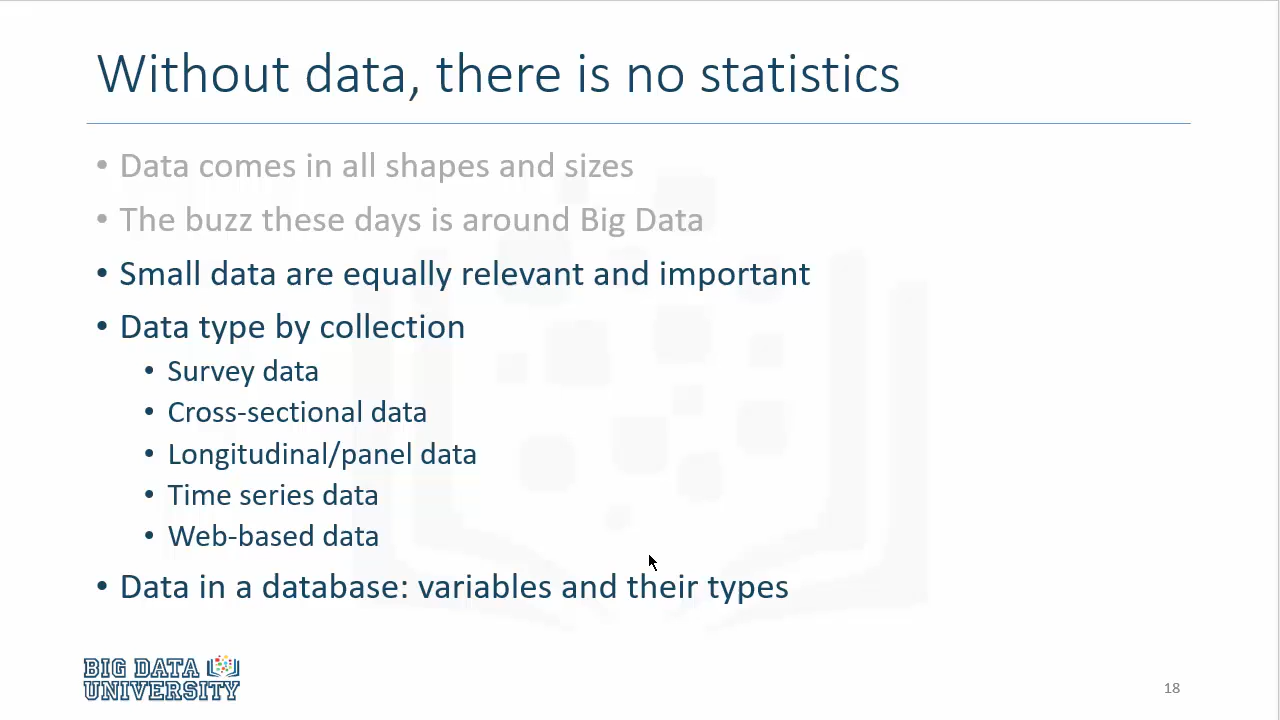 Without data, there is no statistics
• Data comes in all shapes and sizes
• The buzz these days is around Big Data
• Small data are equally relevant and important
• Data type by collection
• Survey data
• Cross-sectional data
• Longitudinal/panel data
• Time series data
• Web-based data
• Data in a database: variables and their types
BIG DATA
UNIVERSITY
18